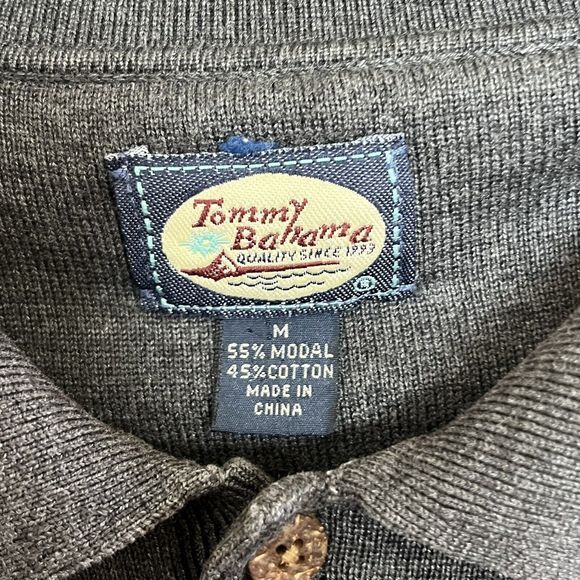 Tommy
Bahama
QUALITY SINCE 1993
®
M
55% MODAL
45% COTTON
MADE IN
CHINA